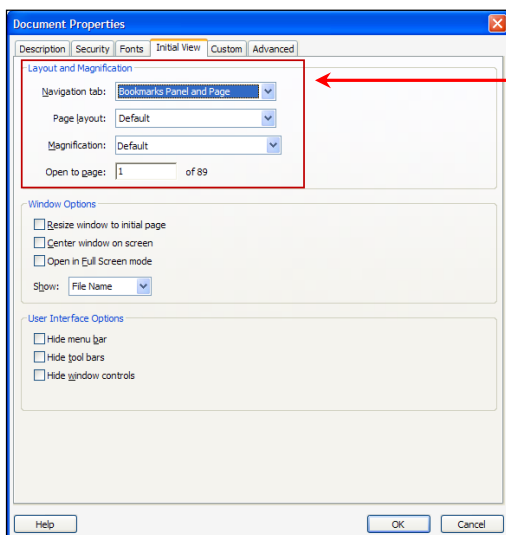 Document Properties
Description Security Fonts Initial View Custom Advanced
Layout and Magnification
Navigation tab: Bookmarks Panel and Page
Page layout: Default
Magnification: Default
Open to page: 1 of 89
Window Options
Resize window to initial page
Center window on screen
Open in Full Screen mode
Show: File Name
User Interface Options
Hide menu bar
Hide tool bars
Hide window controls
Help OK Cancel